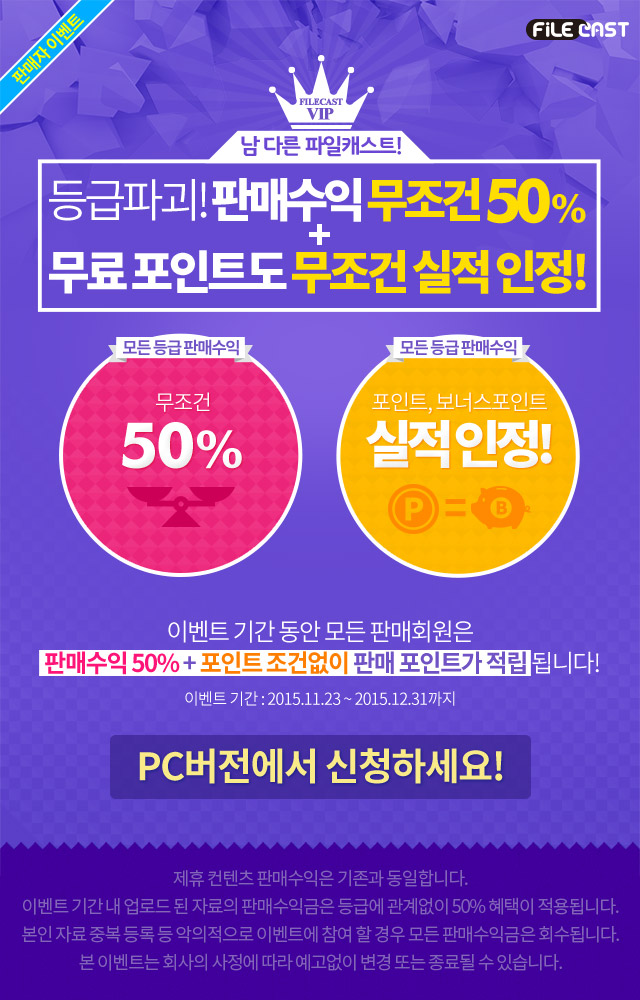 판매자 이벤트
FiLECAST
FILECAST
VIP
남 다른 파일캐스트!
등급파괴! 판매수익 무조건 50%
+
무료 포인트도 무조건 실적 인정!
모든 등급 판매수익
무조건
50%
모든 등급 판매수익
포인트, 보너스포인트
실적 인정!
P = B
이벤트 기간 동안 모든 판매회원은
판매수익 50% + 포인트 조건없이 판매 포인트가 적립됩니다!
이벤트 기간 : 2015.11.23 ~ 2015.12.31까지
PC버전에서 신청하세요!
제휴 컨텐츠 판매수익은 기존과 동일합니다.
이벤트 기간 내 업로드 된 자료의 판매수익금은 등급에 관계없이 50% 혜택이 적용됩니다.
본인 자료 중복 등록 등 악의적으로 이벤트에 참여 할 경우 모든 판매수익금은 회수됩니다.
본 이벤트는 회사의 사정에 따라 예고없이 변경 또는 종료될 수 있습니다.